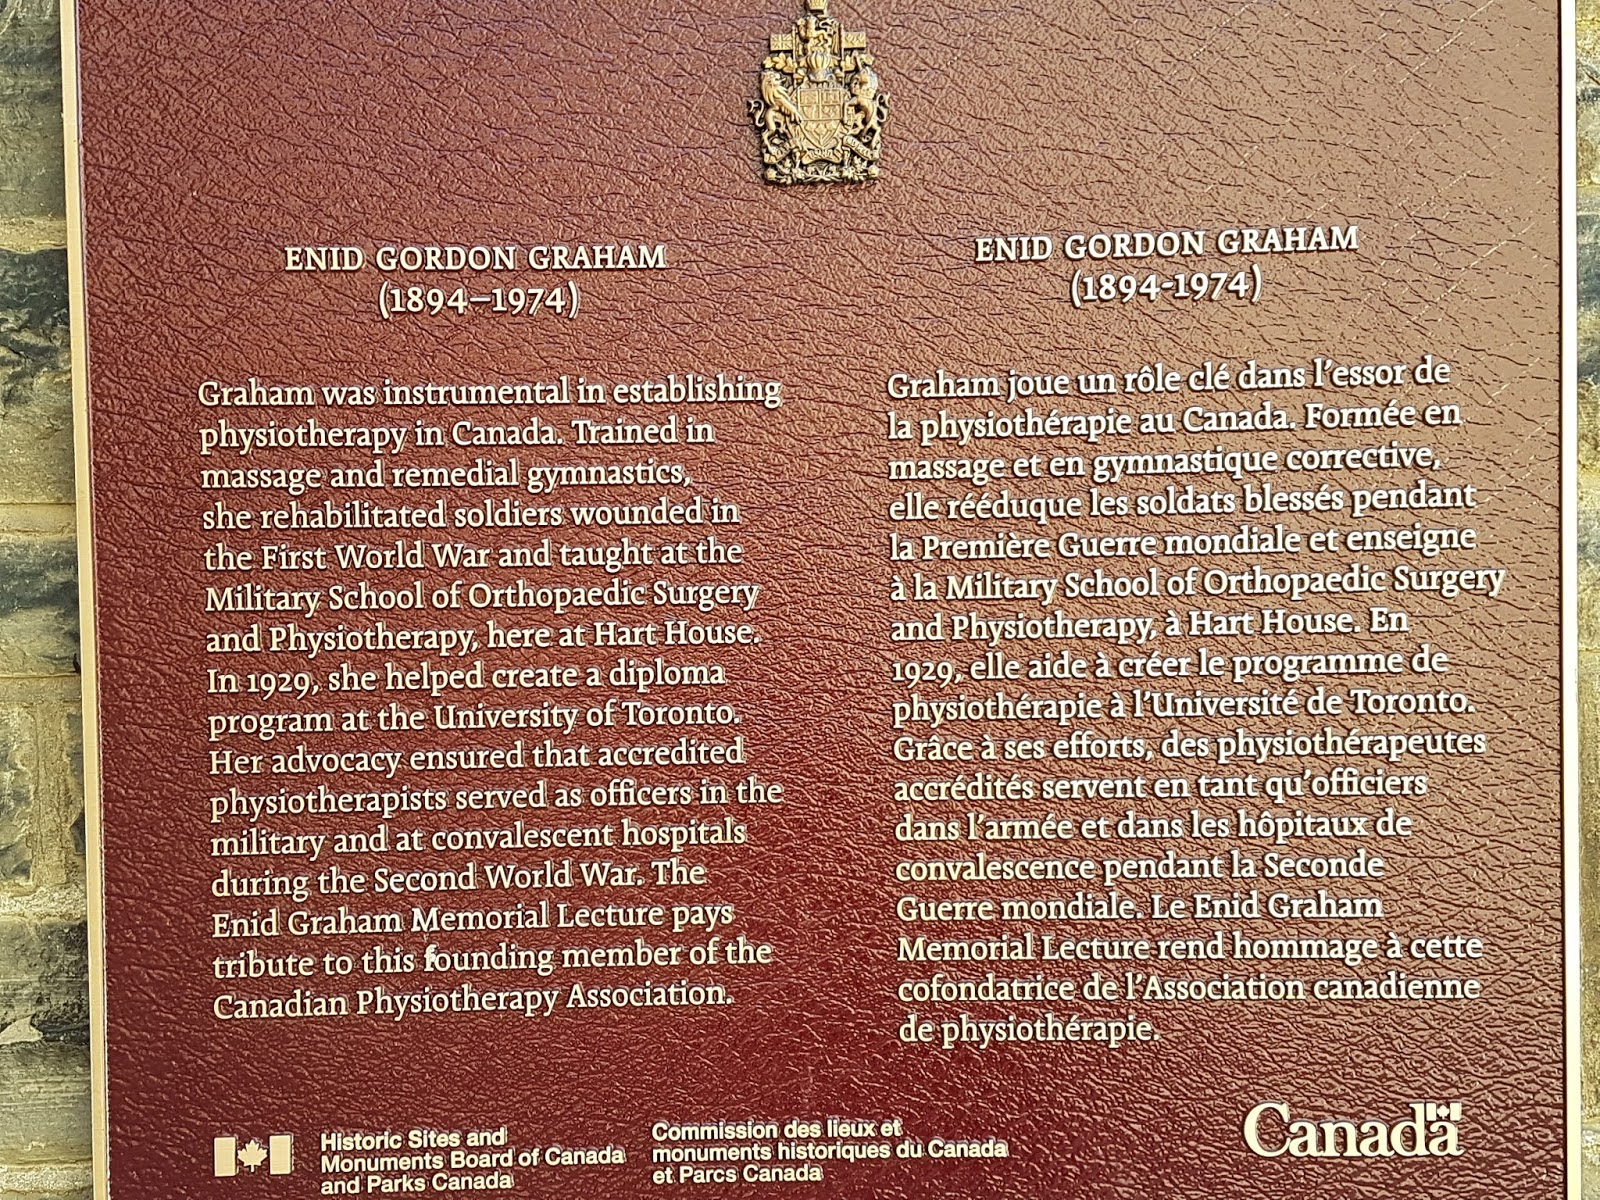 ENID GORDON GRAHAM
(1894–1974)
Graham was instrumental in establishing
physiotherapy in Canada. Trained in
massage and remedial gymnastics,
she rehabilitated soldiers wounded in
the First World War and taught at the
Military School of Orthopaedic Surgery
and Physiotherapy, here at Hart House.
In 1929, she helped create a diploma
program at the University of Toronto.
Her advocacy ensured that accredited
physiotherapists served as officers in the
military and at convalescent hospitals
during the Second World War. The
Enid Graham Memorial Lecture pays
tribute to this founding member of the
Canadian Physiotherapy Association.
ENID GORDON GRAHAM
(1894-1974)
Graham joue un rôle clé dans l'essor de
la physiothérapie au Canada. Formée en
massage et en gymnastique corrective,
elle rééduque les soldats blessés pendant
la Première Guerre mondiale et enseigne
à la Military School of Orthopaedic Surgery
and Physiotherapy, à Hart House. En
1929, elle aide à créer le programme de
physiothérapie à l'Université de Toronto.
Grâce à ses efforts, des physiothérapeutes
accrédités servent en tant qu'officiers
dans l'armée et dans les hôpitaux de
convalescence pendant la Seconde
Guerre mondiale. Le Enid Graham
Memorial Lecture rend hommage à cette
cofondatrice de l'Association canadienne
de physiothérapie.
Historic Sites and
Monuments Board of Canada
and Parks Canada
Commission des lieux et
monuments historiques du Canada
et Parcs Canada
Canada